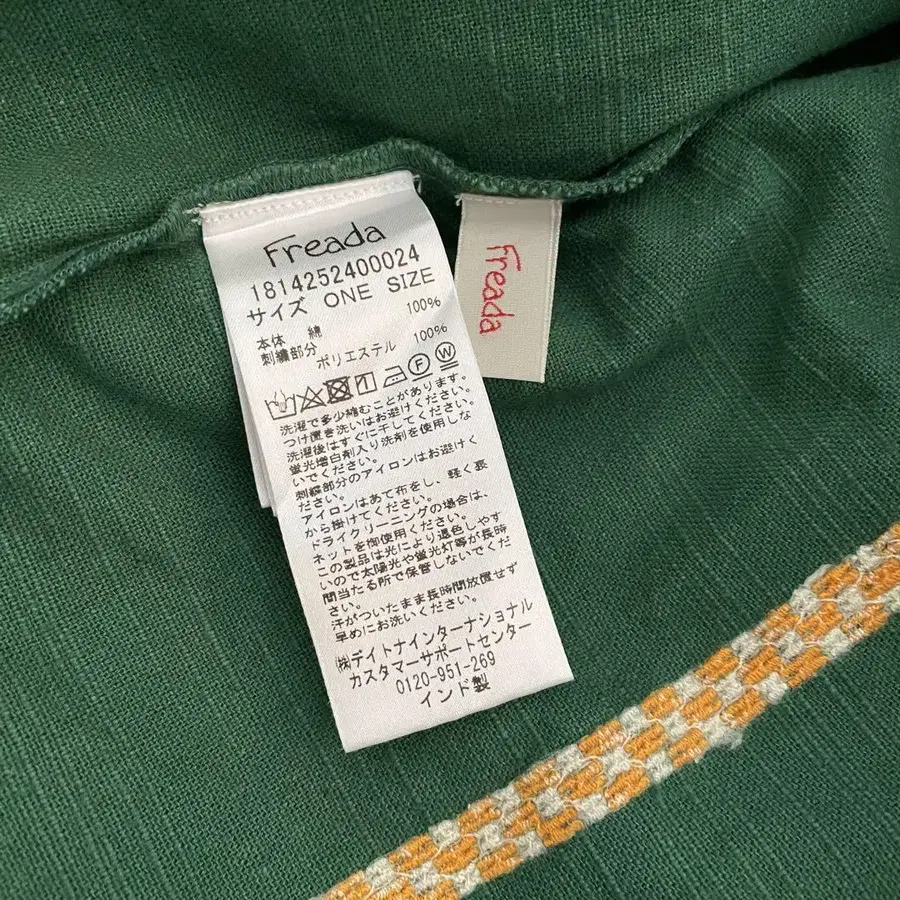 Freada
1814252400024
サイズ ONE SIZE
本体 綿 100%
刺繍部分 ポリエステル 100%
F W
洗濯で多少縮むことがあります。
つけ置き洗いはお避けください。
洗濯後はすぐに干してください。
蛍光増白剤入り洗剤を使用しな
いでください。
刺繍部分のアイロンはお避けく
ださい。
アイロンはあて布をし、軽く裏
から掛けてください。
ドライクリーニングの場合は、
ネットを御使用ください。
この製品は光により退色しやす
いので太陽光や蛍光灯等が長時
間当たる所で保管しないでくだ
さい。
汗がついたまま長時間放置せず
早めにお洗いください。
㈱デイトナインターナショナル
カスタマーサポートセンター
0120-951-269
インド製
Freada